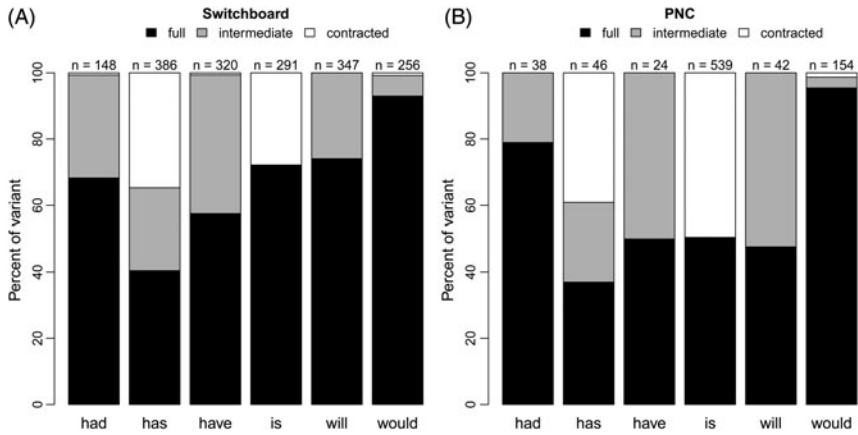 (A) Switchboard
full intermediate contracted
n = 148 n = 386 n = 320 n = 291 n = 347 n = 256
Percent of variant
100
80
60
40
20
0
had has have is will would
(B) PNC
full intermediate contracted
n = 38 n = 46 n = 24 n = 539 n = 42 n = 154
Percent of variant
100
80
60
40
20
0
had has have is will would